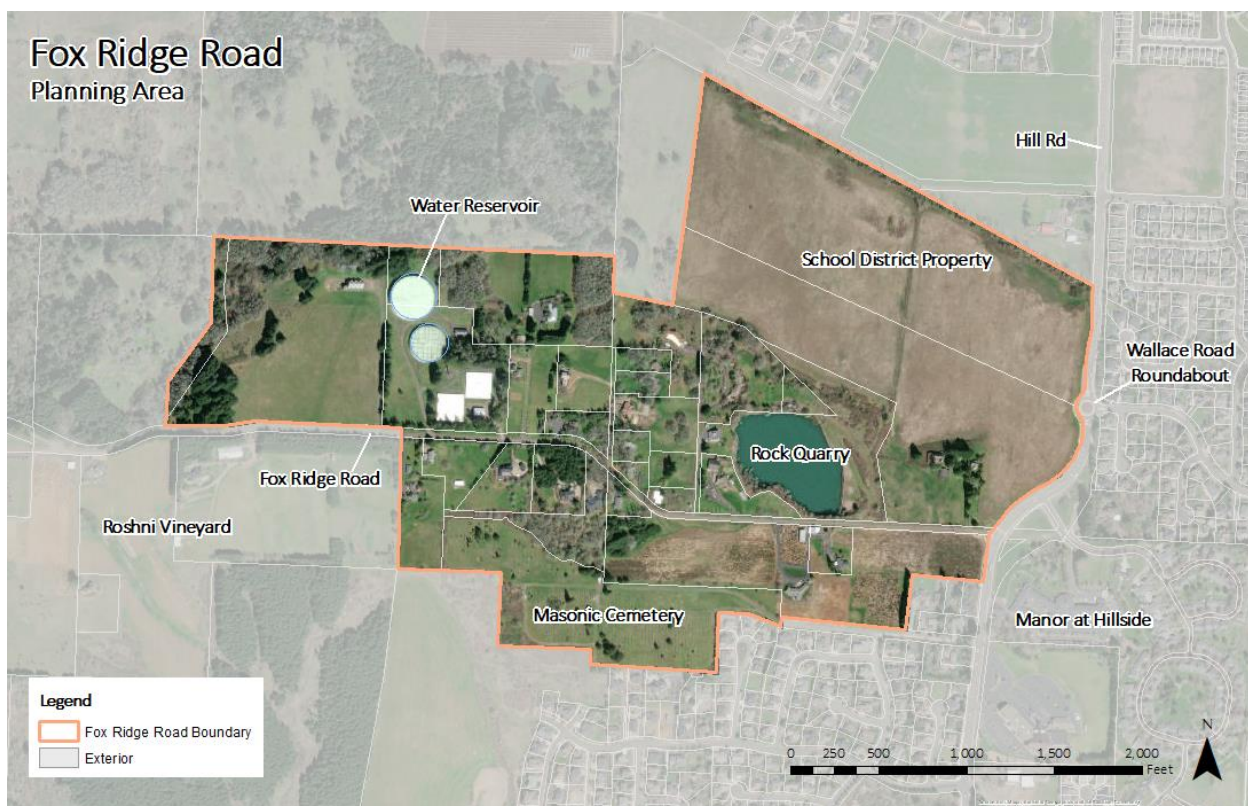 Fox Ridge Road
Planning Area
Hill Rd
Water Reservoir
School District Property
Wallace Road
Roundabout
Rock Quarry
Fox Ridge Road
Roshni Vineyard
Masonic Cemetery
Manor at Hillside
Legend
Fox Ridge Road Boundary
Exterior
N
0 250 500 1,000 1,500 2,000
Feet